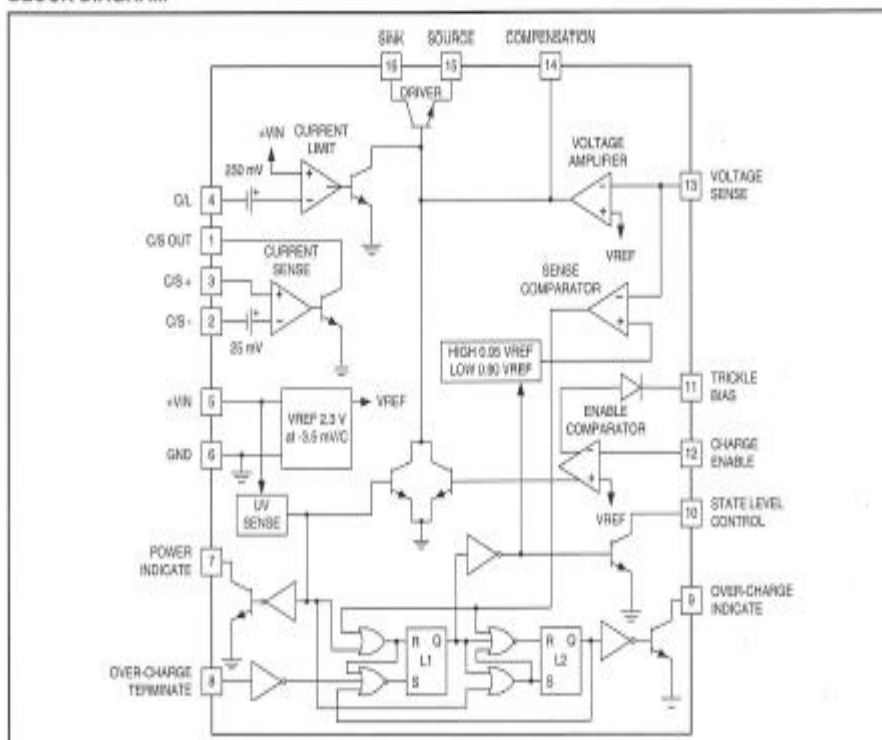 SINK SOURCE COMPENSATION
16 15 14
DRIVER
+VIN
CURRENT
LIMIT
250 mV
C/L 4
VOLTAGE
AMPLIFIER
13 VOLTAGE
SENSE
VREF
C/S OUT 1
CURRENT
SENSE
C/S + 3
C/S - 2
25 mV
SENSE
COMPARATOR
HIGH 0.95 VREF
LOW 0.90 VREF
11 TRICKLE
BIAS
+VIN 5
VREF 2.3 V
at -3.5 mV/C
VREF
GND 6
ENABLE
COMPARATOR
12 CHARGE
ENABLE
VREF
UV
SENSE
10 STATE LEVEL
CONTROL
POWER
INDICATE 7
9 OVER-CHARGE
INDICATE
R Q
L1
S
R Q
L2
S
OVER-CHARGE
TERMINATE 8